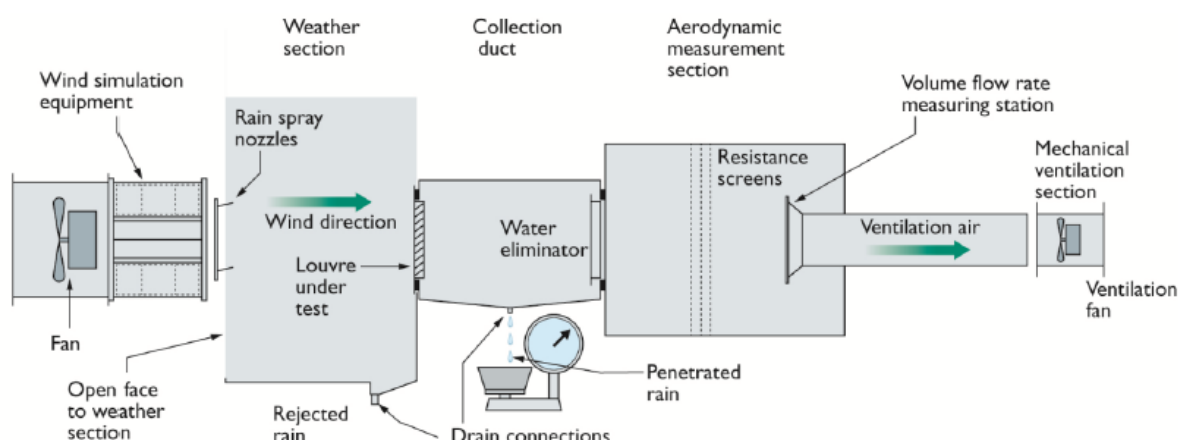 Weather
section
Collection
duct
Aerodynamic
measurement
section
Wind simulation
equipment
Rain spray
nozzles
Volume flow rate
measuring station
Resistance
screens
Mechanical
ventilation
section
Wind direction
Water
eliminator
Ventilation air
Louvre
under
test
Ventilation
fan
Fan
Open face
to weather
section
Penetrated
rain
Rejected
rain
Drain connections